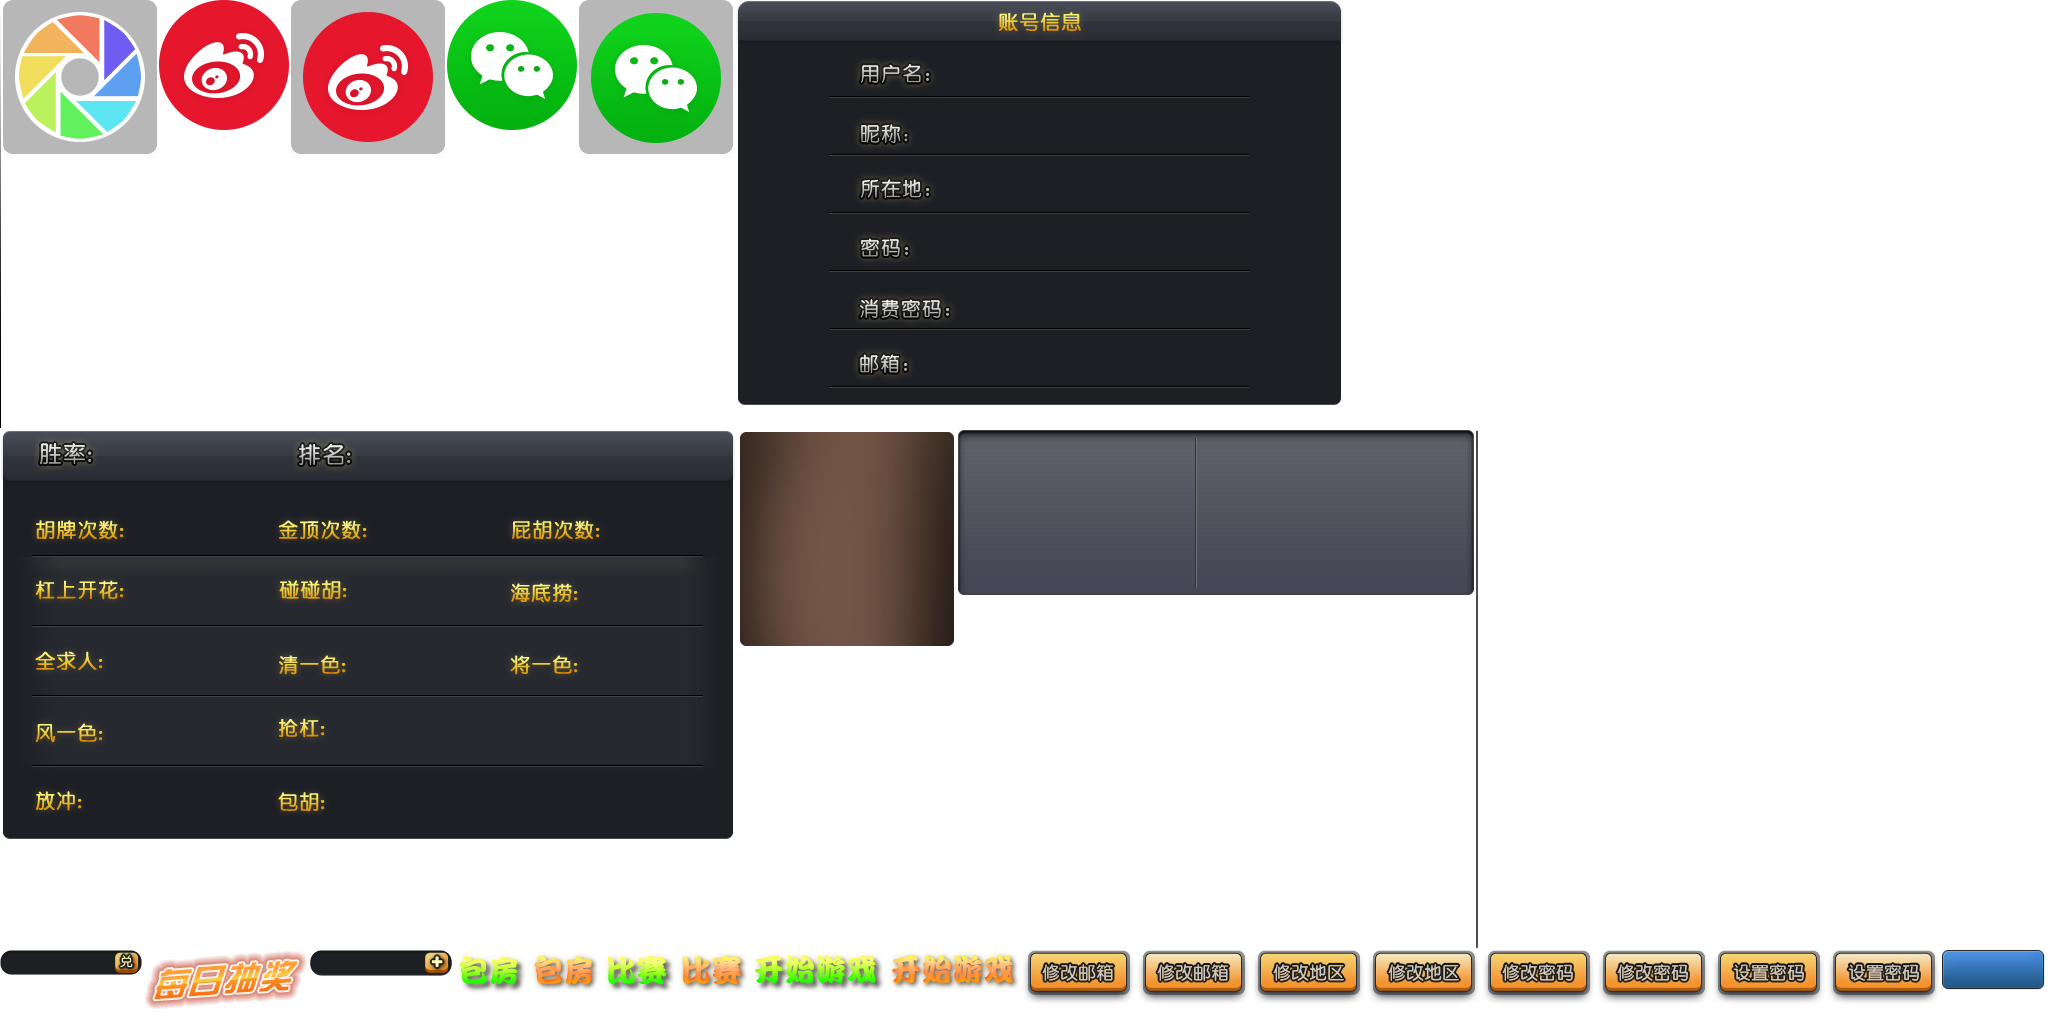 账号信息
用户名:
昵称:
所在地:
密码:
消费密码:
邮箱:
胜率: 排名:
胡牌次数: 金顶次数: 屁胡次数:
杠上开花: 碰碰胡: 海底捞:
全求人: 清一色: 将一色:
风一色: 抢杠:
放冲: 包胡:
兑 每日抽奖 包房 包房 比赛 比赛 开始游戏 开始游戏 修改邮箱 修改邮箱 修改地区 修改地区 修改密码 修改密码 设置密码 设置密码